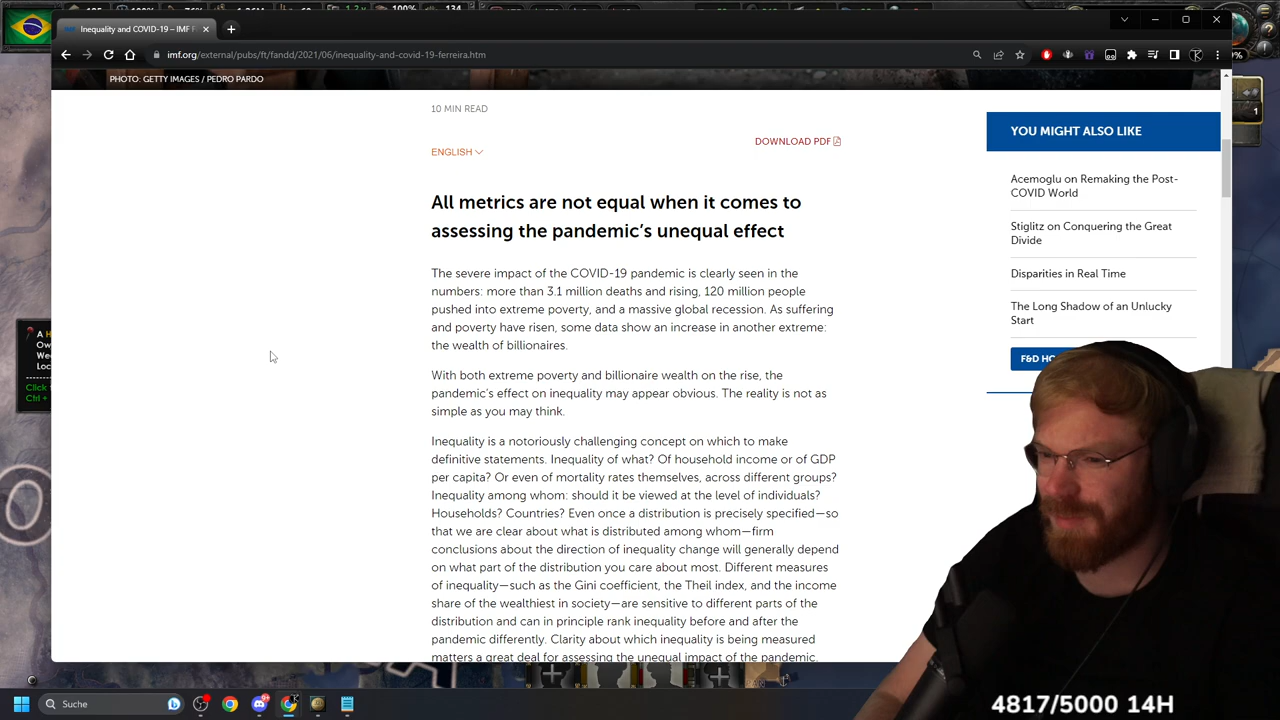 Inequality and COVID-19 – IMF F
imf.org/external/pubs/ft/fandd/2021/06/inequality-and-covid-19-ferreira.htm
PHOTO: GETTY IMAGES / PEDRO PARDO
10 MIN READ
DOWNLOAD PDF
ENGLISH
All metrics are not equal when it comes to
assessing the pandemic’s unequal effect
The severe impact of the COVID-19 pandemic is clearly seen in the
numbers: more than 3.1 million deaths and rising, 120 million people
pushed into extreme poverty, and a massive global recession. As suffering
and poverty have risen, some data show an increase in another extreme:
the wealth of billionaires.
With both extreme poverty and billionaire wealth on the rise, the
pandemic’s effect on inequality may appear obvious. The reality is not as
simple as you may think.
Inequality is a notoriously challenging concept on which to make
definitive statements. Inequality of what? Of household income or of GDP
per capita? Or even of mortality rates themselves, across different groups?
Inequality among whom: should it be viewed at the level of individuals?
Households? Countries? Even once a distribution is precisely specified—so
that we are clear about what is distributed among whom—firm
conclusions about the direction of inequality change will generally depend
on what part of the distribution you care about most. Different measures
of inequality—such as the Gini coefficient, the Theil index, and the income
share of the wealthiest in society—are sensitive to different parts of the
distribution and can in principle rank inequality before and after the
pandemic differently. Clarity about which inequality is being measured
matters a great deal for assessing the unequal impact of the pandemic.
YOU MIGHT ALSO LIKE
Acemoglu on Remaking the Post-
COVID World
Stiglitz on Conquering the Great
Divide
Disparities in Real Time
The Long Shadow of an Unlucky
Start
F&D HO
A
Ow
Loc
Click
Ctrl +
1
Suche
4817/5000 14H